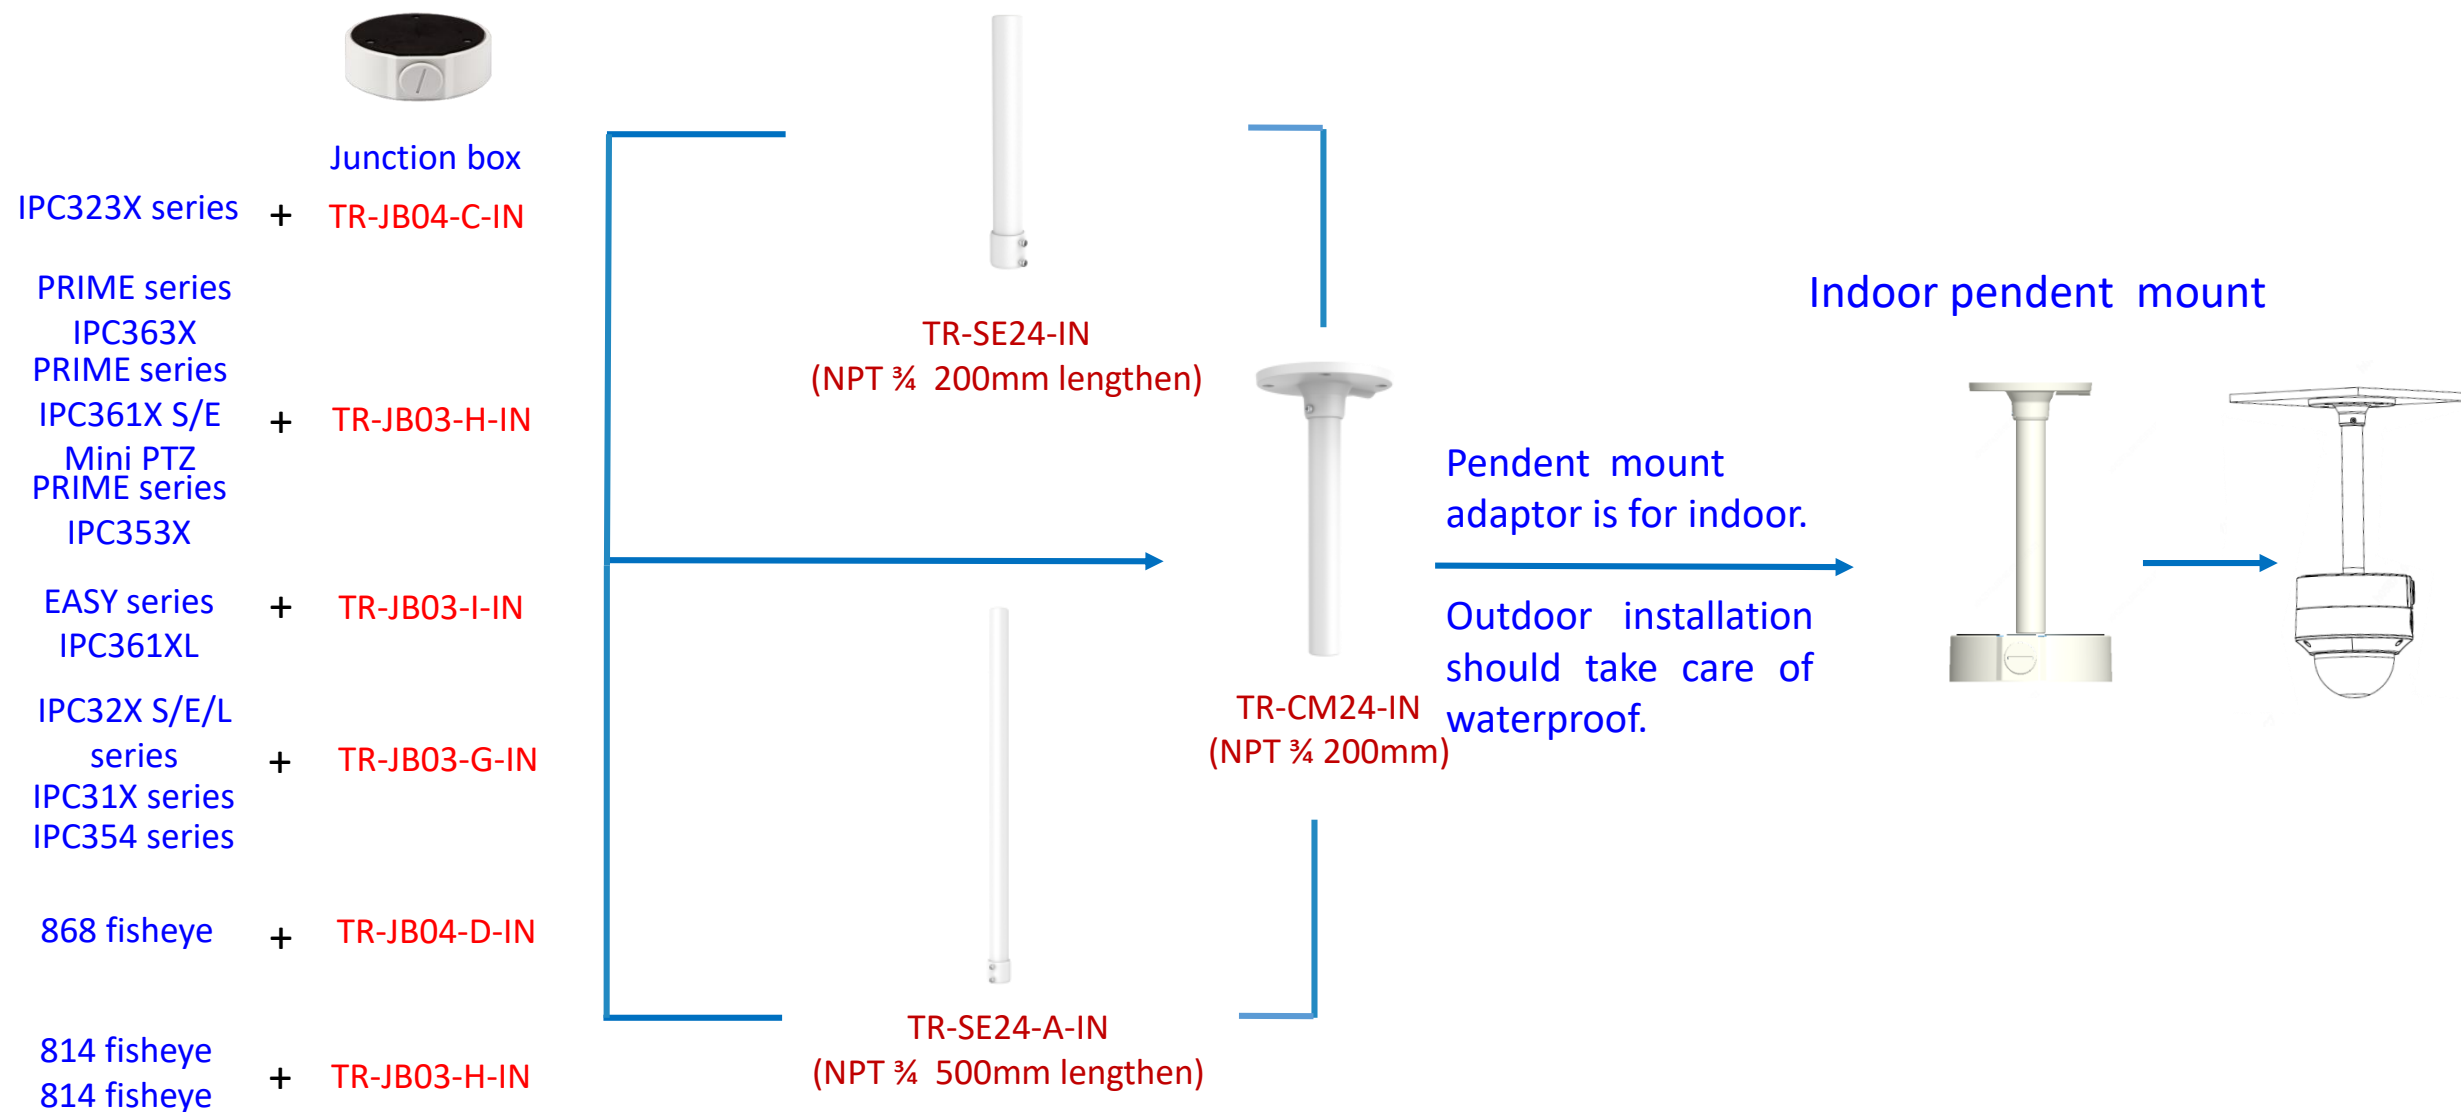 Junction box
IPC323X series + TR-JB04-C-IN
PRIME series
IPC363X
PRIME series
IPC361X S/E + TR-JB03-H-IN
Mini PTZ
PRIME series
IPC353X
EASY series + TR-JB03-I-IN
IPC361XL
IPC32X S/E/L
series + TR-JB03-G-IN
IPC31X series
IPC354 series
868 fisheye + TR-JB04-D-IN
814 fisheye
+ TR-JB03-H-IN
814 fisheye
TR-SE24-IN
(NPT ¾ 200mm lengthen)
TR-SE24-A-IN
(NPT ¾ 500mm lengthen)
TR-CM24-IN
(NPT ¾ 200mm)
Pendent mount
adaptor is for indoor.
Outdoor installation
should take care of
waterproof.
Indoor pendent mount